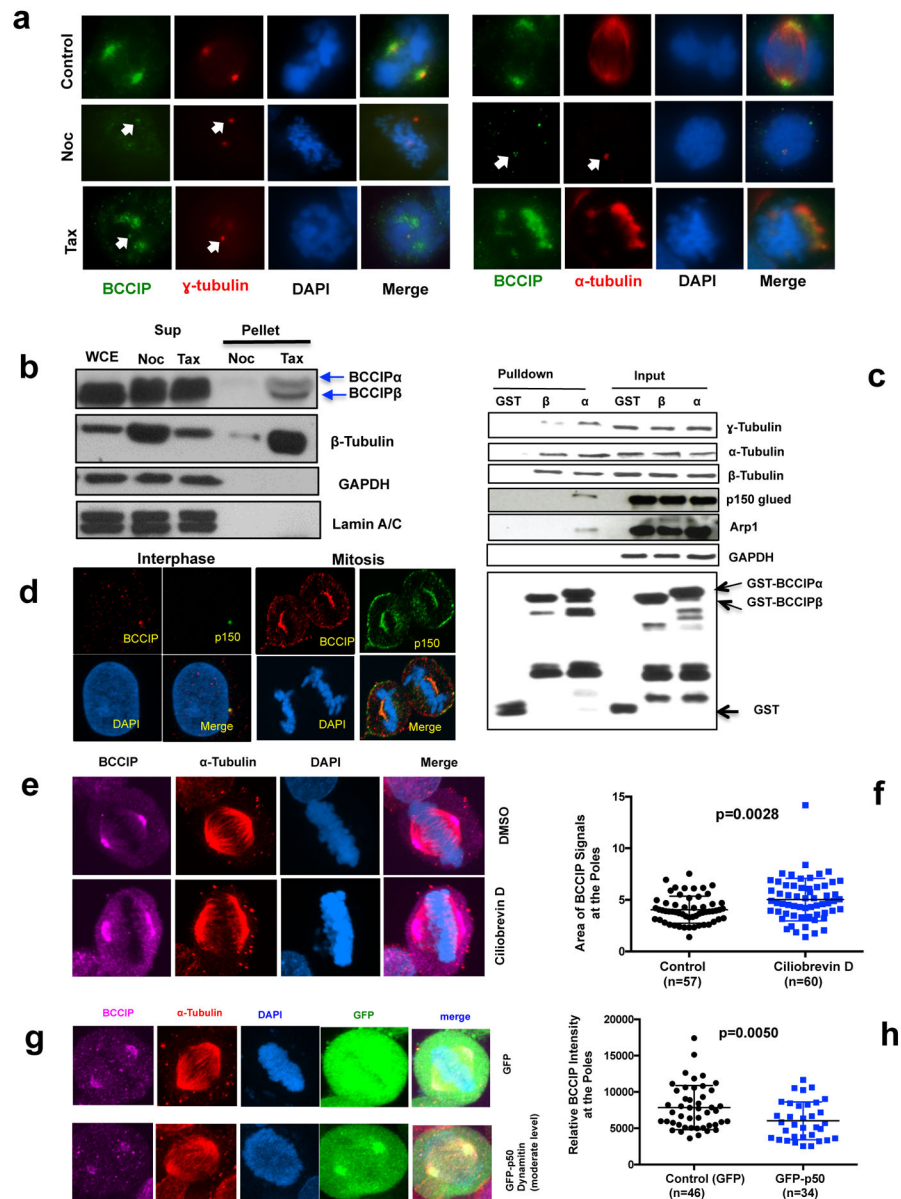 a
Control
Noc
Tax
BCCIP ɣ-tubulin DAPI Merge
BCCIP α-tubulin DAPI Merge
b
Sup Pellet
WCE Noc Tax Noc Tax
BCCIPα
BCCIPβ
β-Tubulin
GAPDH
Lamin A/C
c
Pulldown Input
GST β α GST β α
ɣ-Tubulin
α-Tubulin
β-Tubulin
p150 glued
Arp1
GAPDH
GST-BCCIPα
GST-BCCIPβ
GST
d
Interphase Mitosis
BCCIP p150 BCCIP p150
DAPI Merge DAPI Merge
e
BCCIP α-Tubulin DAPI Merge
DMSO
Ciliobrevin D
f
p=0.0028
Area of BCCIP Signals
at the Poles
15
10
5
0
Control Ciliobrevin D
(n=57) (n=60)
g
BCCIP α-Tubulin DAPI GFP merge
GFP
GFP-p50
Dynamitin
(moderate level)
h
p=0.0050
Relative BCCIP Intensity
at the Poles
20000
15000
10000
5000
0
Control (GFP) GFP-p50
(n=46) (n=34)